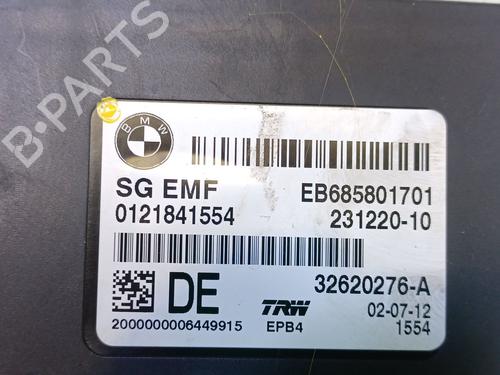 B-PARTS
BMW
SG EMF EB685801701
0121841554 231220-10
DE 32620276-A
TRW 02-07-12
2000000006449915 EPB4 1554